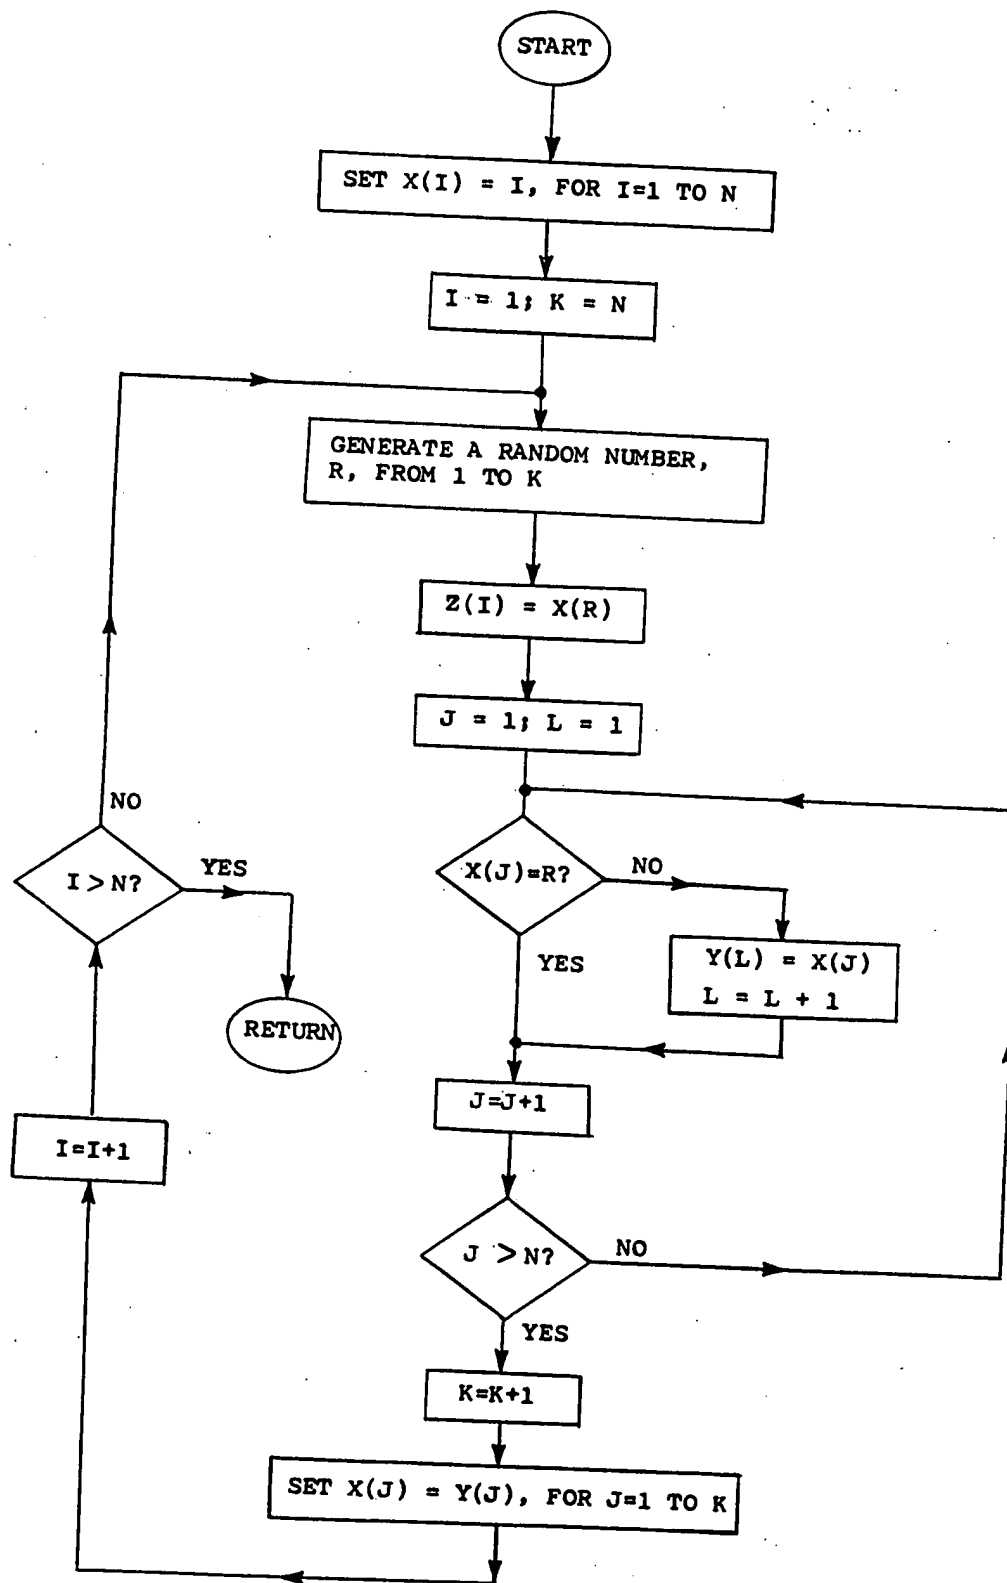 START
SET X(I) = I, FOR I=1 TO N
I = 1; K = N
GENERATE A RANDOM NUMBER,
R, FROM 1 TO K
Z(I) = X(R)
J = 1; L = 1
X(J)=R?
NO
YES
Y(L) = X(J)
L = L + 1
J=J+1
J > N?
NO
YES
K=K+1
SET X(J) = Y(J), FOR J=1 TO K
I=I+1
I > N?
NO
YES
RETURN